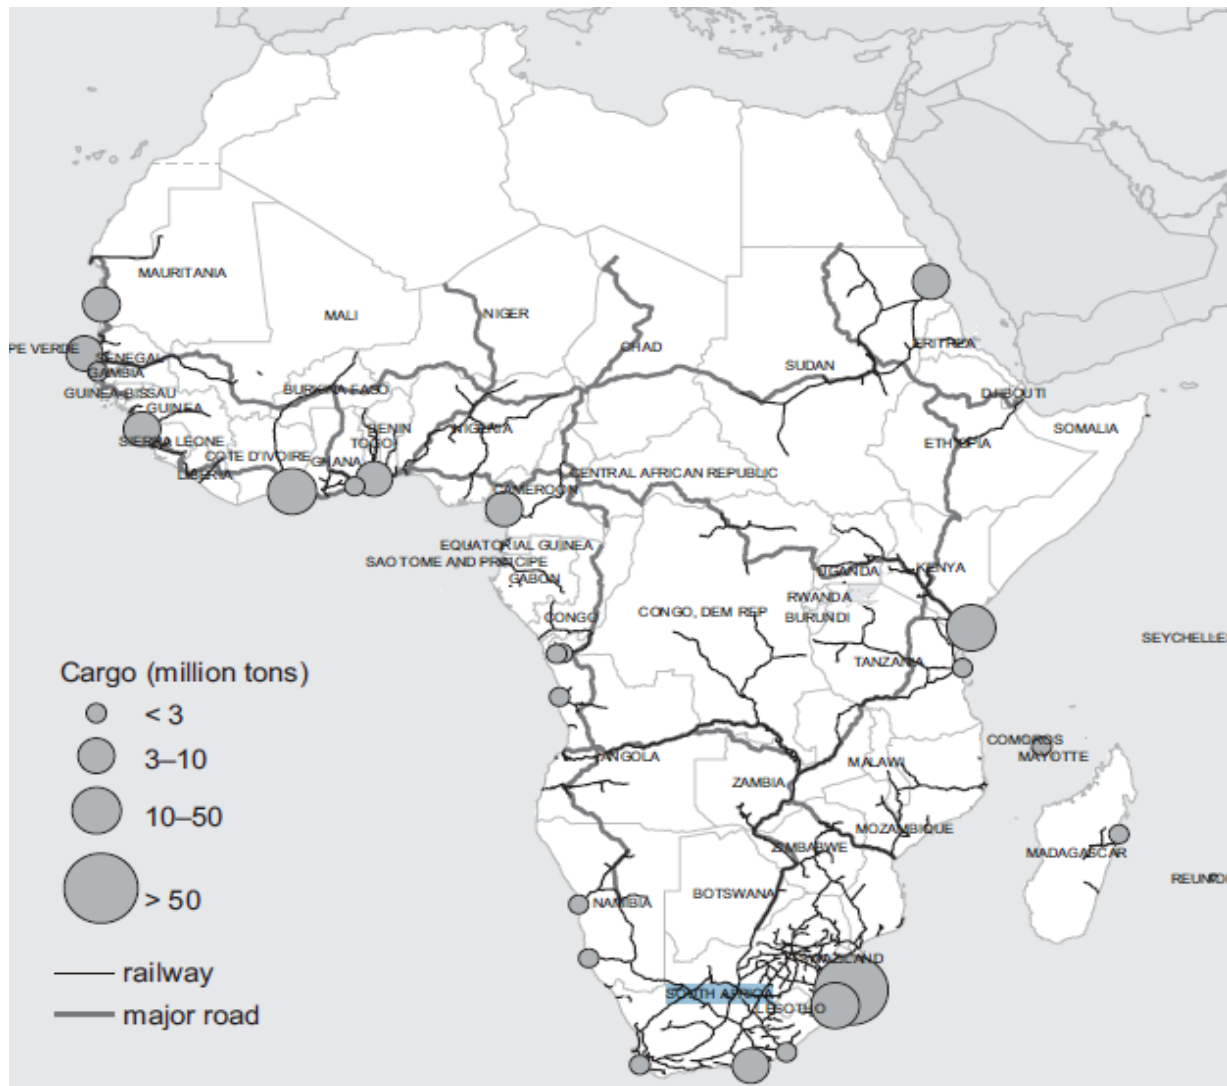 MAURITANIA
MALI
NIGER
CHAD
SUDAN
ERITREA
PE VERDE
SENEGAL
GAMBIA
GUINEA-BISSAU
GUINEA
SIERRA LEONE
LIBERIA
COTE D'IVOIRE
BURKINA FASO
GHANA
TOGO
BENIN
NIGERIA
DJIBOUTI
SOMALIA
ETHIOPIA
CENTRAL AFRICAN REPUBLIC
CAMEROON
EQUATORIAL GUINEA
SAO TOME AND PRINCIPE
GABON
CONGO
CONGO, DEM REP
UGANDA
KENYA
RWANDA
BURUNDI
TANZANIA
SEYCHELLES
COMOROS
MAYOTTE
ANGOLA
ZAMBIA
MALAWI
MOZAMBIQUE
ZIMBABWE
MADAGASCAR
REUNION
NAMIBIA
BOTSWANA
SWAZILAND
SOUTH AFRICA
LESOTHO
Cargo (million tons)
< 3
3–10
10–50
> 50
railway
major road